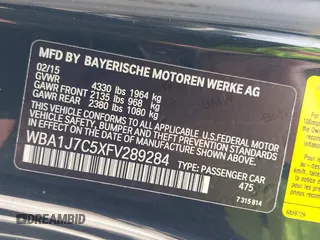 MFD BY BAYERISCHE MOTOREN WERKE AG
02/15
GVWR 4330 lbs 1964 kg
GAWR FRONT 2135 lbs 968 kg
GAWR REAR 2380 lbs 1080 kg
THIS VEHICLE CONFORMS TO ALL APPLICABLE U.S.FEDERAL MOTOR
VEHICLE SAFETY, BUMPER, AND THEFT PREVENTION STANDARDS
IN EFFECT ON THE DATE OF MANUFACTURE SHOWN ABOVE.
WBA1J7C5XFV289284 TYPE: PASSENGER CAR
475
7 315 814
AMERICA'S AUTO BID